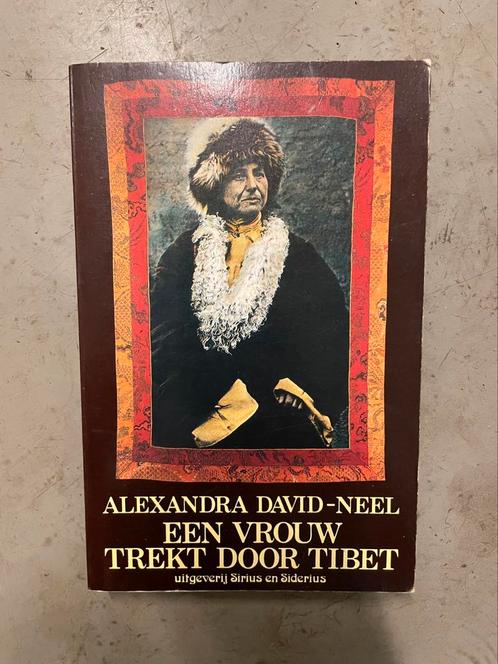 ALEXANDRA DAVID-NEEL
EEN VROUW
TREKT DOOR TIBET
uitgeverij Sirius en Siderius